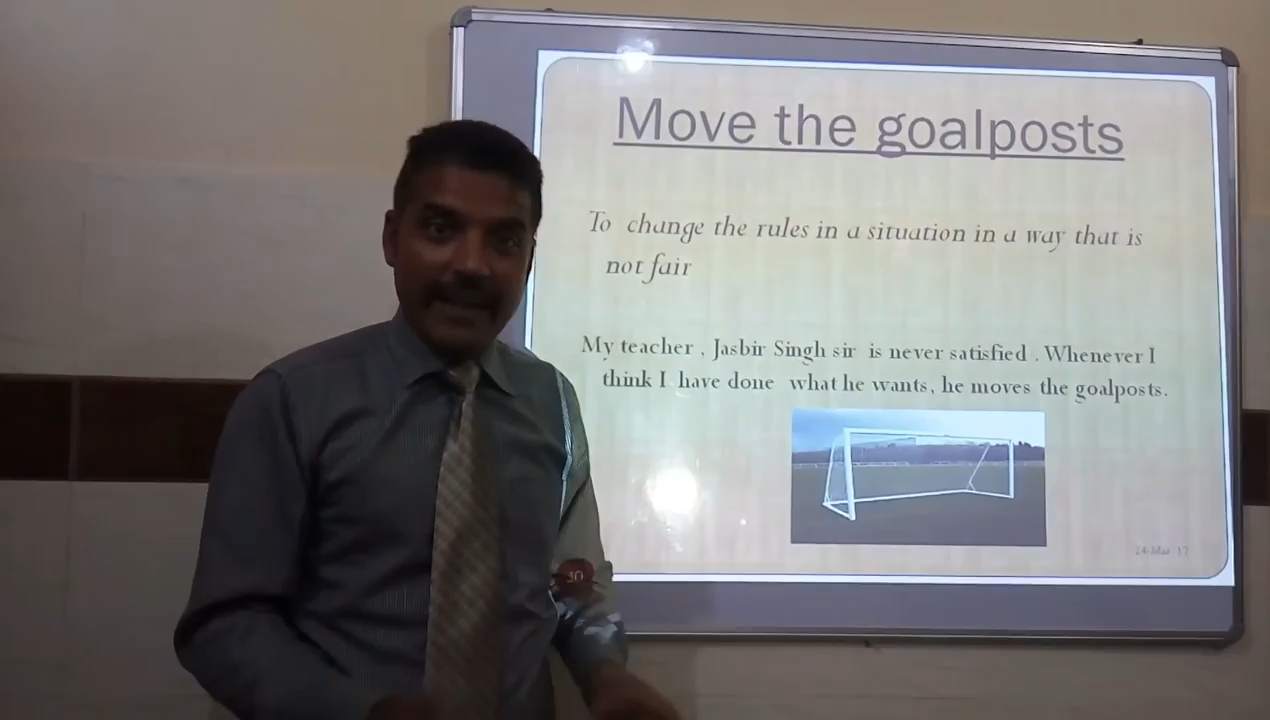 Move the goalposts
To change the rules in a situation in a way that is
not fair
My teacher , Jasbir Singh sir is never satisfied . Whenever I
think I have done what he wants, he moves the goalposts.
24-Mar-17
10